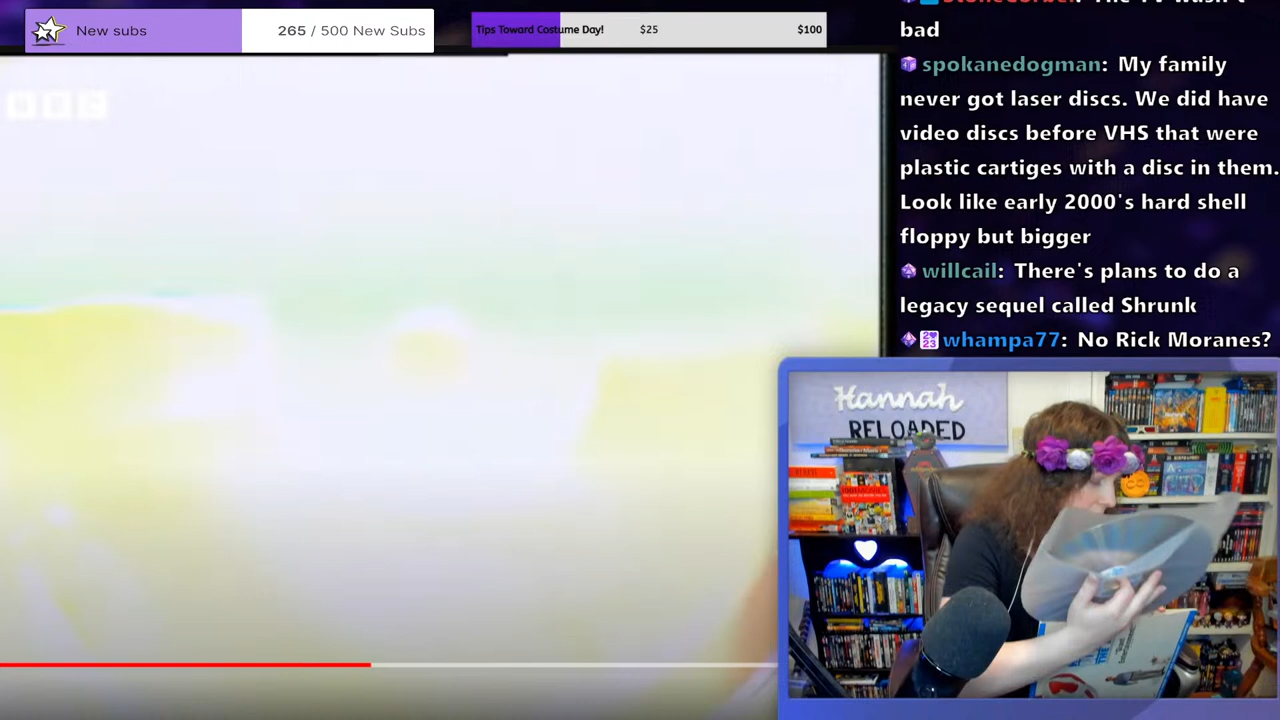 New subs
265 / 500 New Subs
Tips Toward Costume Day!
$25
$100
BBC
bad
spokanedogman: My family
never got laser discs. We did have
video discs before VHS that were
plastic cartiges with a disc in them.
Look like early 2000's hard shell
floppy but bigger
willcail: There's plans to do a
legacy sequel called Shrunk
whampa77: No Rick Moranes?
Hannah
RELOADED